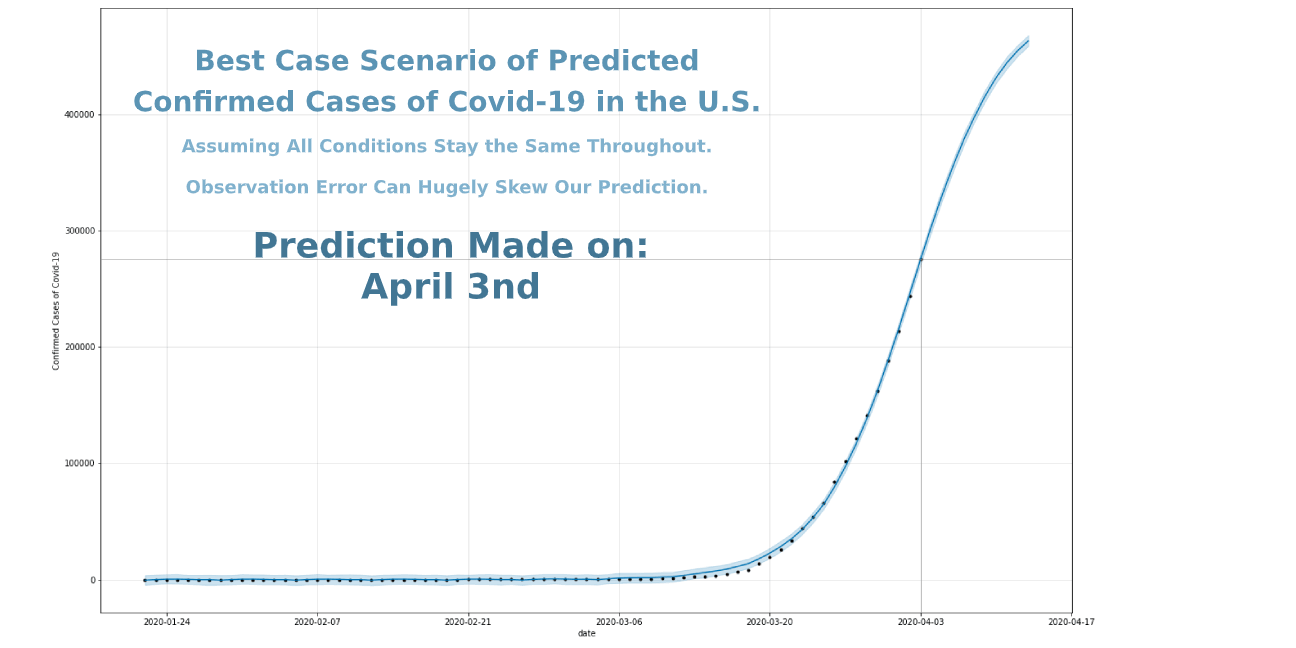 Best Case Scenario of Predicted
Confirmed Cases of Covid-19 in the U.S.
Assuming All Conditions Stay the Same Throughout.
Observation Error Can Hugely Skew Our Prediction.
Prediction Made on:
April 3nd
Confirmed Cases of Covid-19
400000
300000
200000
100000
0
2020-01-24 2020-02-07 2020-02-21 2020-03-06 2020-03-20 2020-04-03 2020-04-17
date